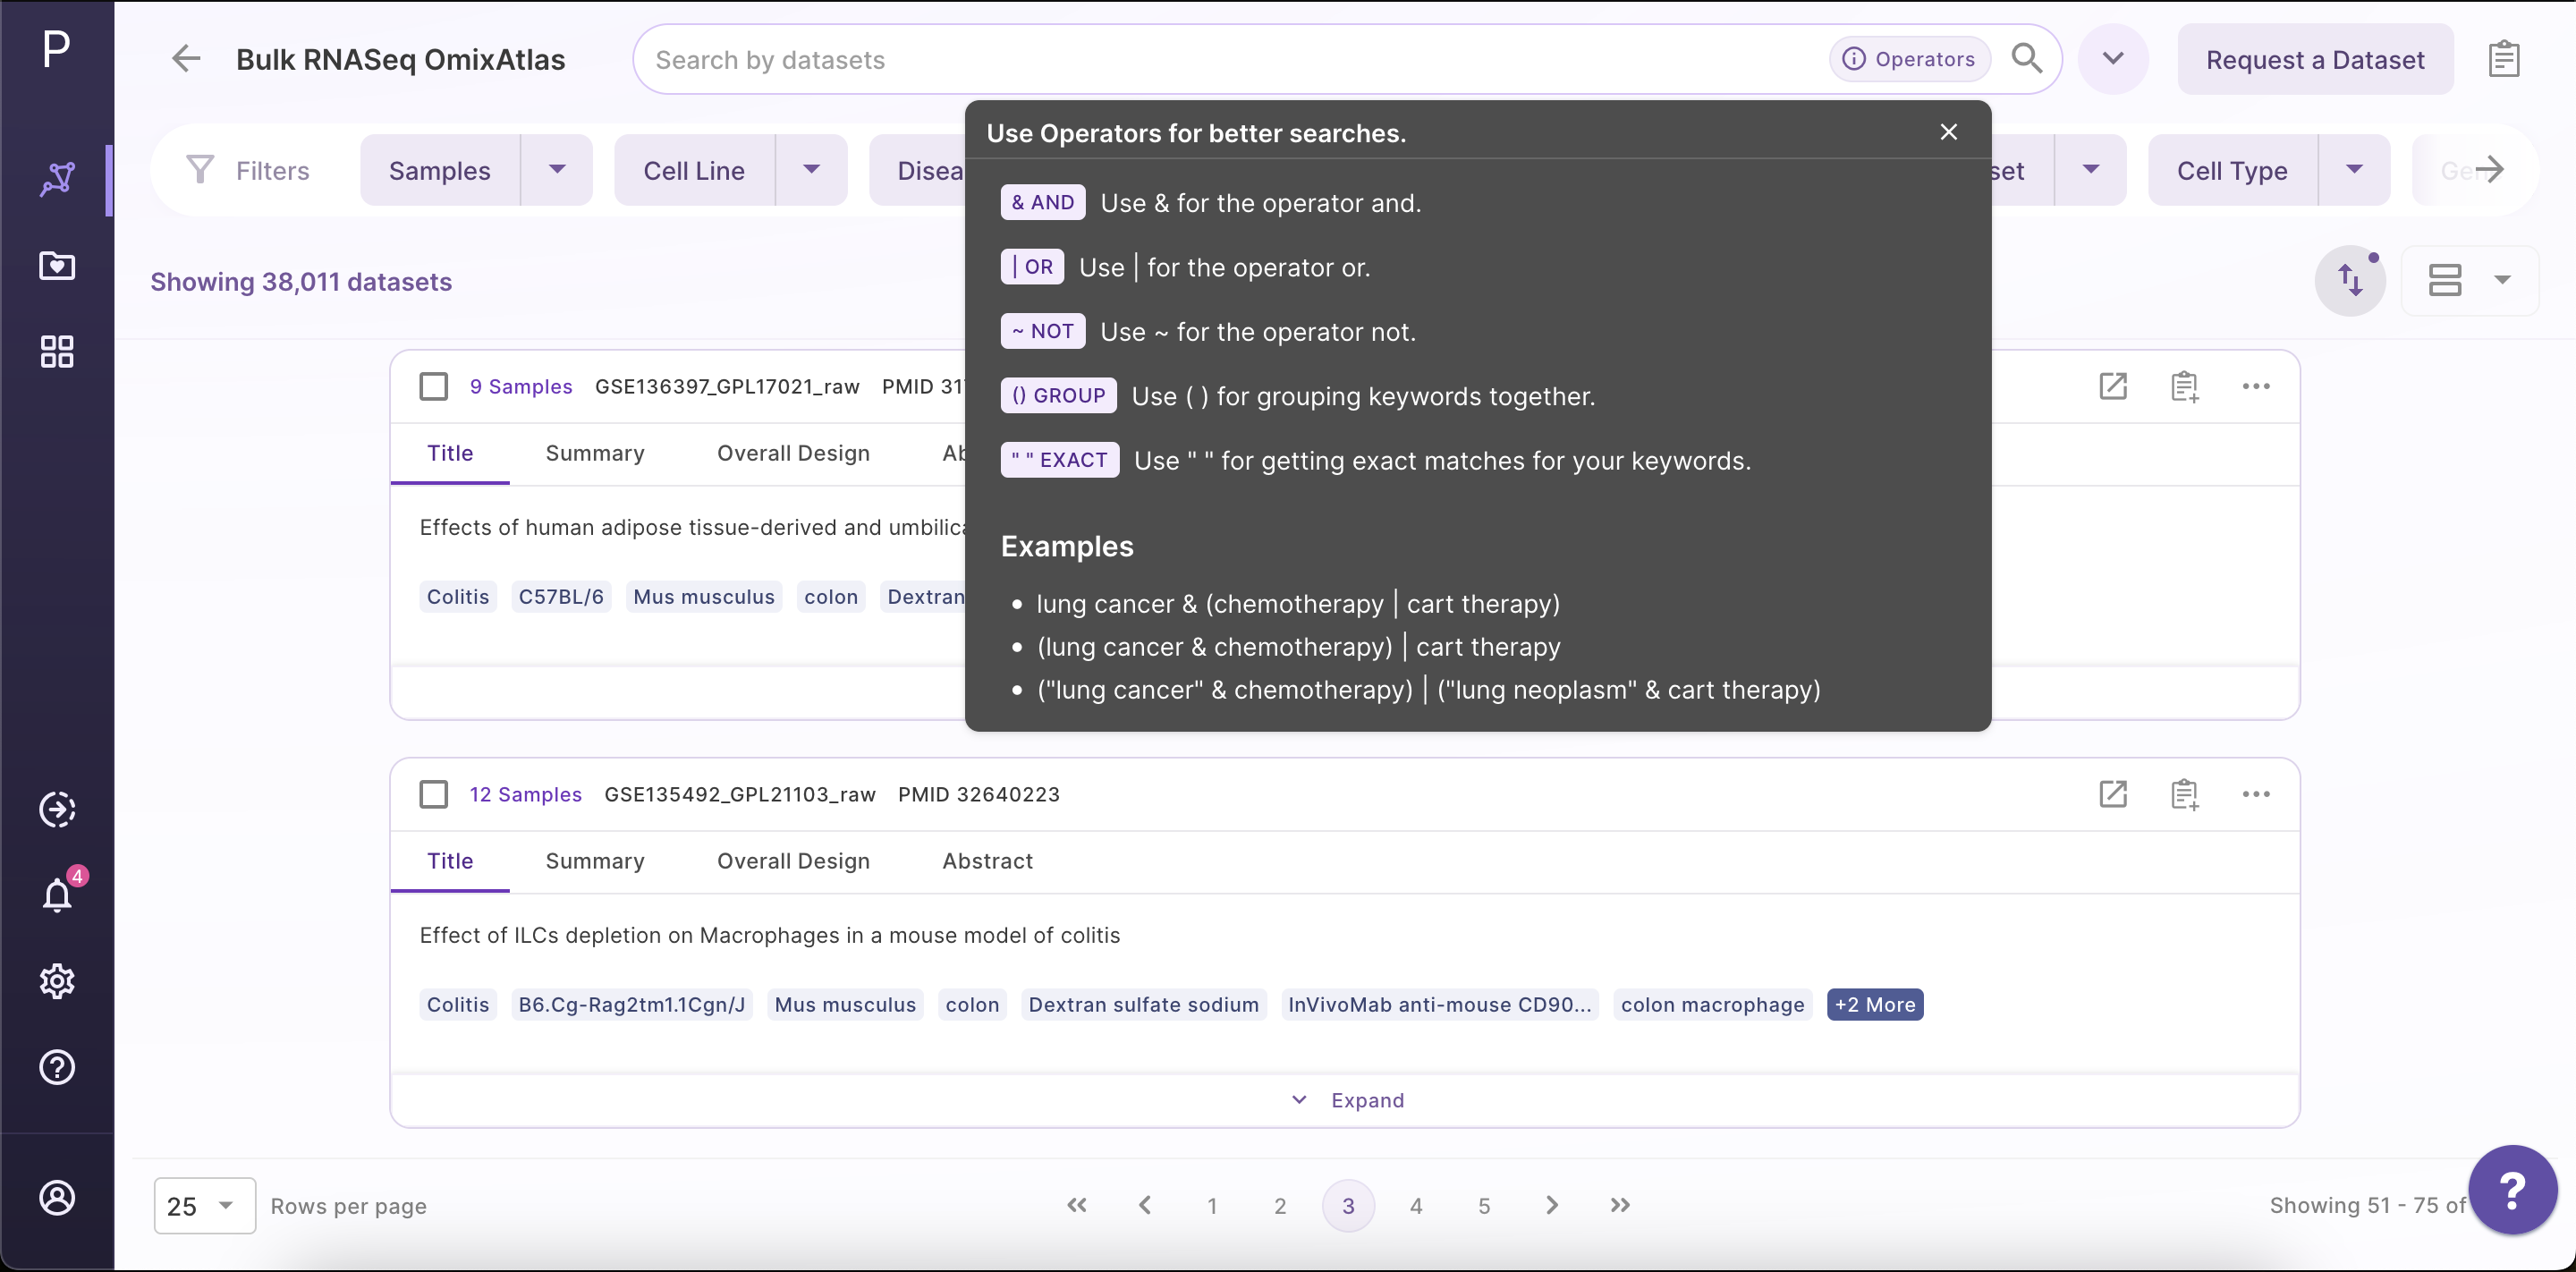 P
Bulk RNASeq OmixAtlas
Search by datasets
Operators
Request a Dataset
Use Operators for better searches.
& AND Use & for the operator and.
| OR Use | for the operator or.
~ NOT Use ~ for the operator not.
() GROUP Use ( ) for grouping keywords together.
" " EXACT Use " " for getting exact matches for your keywords.
Examples
• lung cancer & (chemotherapy | cart therapy)
• (lung cancer & chemotherapy) | cart therapy
• ("lung cancer" & chemotherapy) | ("lung neoplasm" & cart therapy)
Filters
Samples
Cell Line
Disea
set
Cell Type
Showing 38,011 datasets
9 Samples GSE136397_GPL17021_raw PMID 31
Title Summary Overall Design Ab
Effects of human adipose tissue-derived and umbilic
Colitis C57BL/6 Mus musculus colon Dextran
12 Samples GSE135492_GPL21103_raw PMID 32640223
Title Summary Overall Design Abstract
Effect of ILCs depletion on Macrophages in a mouse model of colitis
Colitis B6.Cg-Rag2tm1.1Cgn/J Mus musculus colon Dextran sulfate sodium InVivoMab anti-mouse CD90... colon macrophage +2 More
Expand
4
25 Rows per page
« ‹ 1 2 3 4 5 › »
Showing 51 - 75 of
?